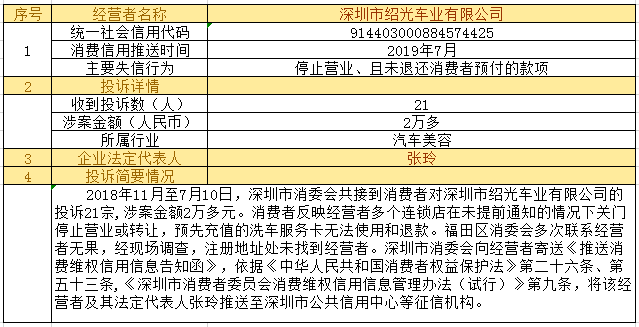 序号 经营者名称 深圳市绍光车业有限公司
统一社会信用代码 914403000884574425
1 消费信用推送时间 2019年7月
主要失信行为 停止营业、且未退还消费者预付的款项
2 投诉详情
收到投诉数（人） 21
涉案金额（人民币） 2万多
所属行业 汽车美容
3 企业法定代表人 张玲
4 投诉简要情况
2018年11月至7月10日，深圳市消委会共接到消费者对深圳市绍光车业有限公司的
投诉21宗，涉案金额2万多元。消费者反映经营者多个连锁店在未提前通知的情况下关门
停止营业或转让，预先充值的洗车服务卡无法使用和退款。福田区消委会多次联系经营
者无果，经现场调查，注册地址处未找到经营者。深圳市消委会向经营者寄送《推送消
费维权信用信息告知函》，依据《中华人民共和国消费者权益保护法》第二十六条、第
五十三条，《深圳市消费者委员会消费维权信用信息管理办法（试行）》第九条，将该经
营者及其法定代表人张玲推送至深圳市公共信用中心等征信机构。